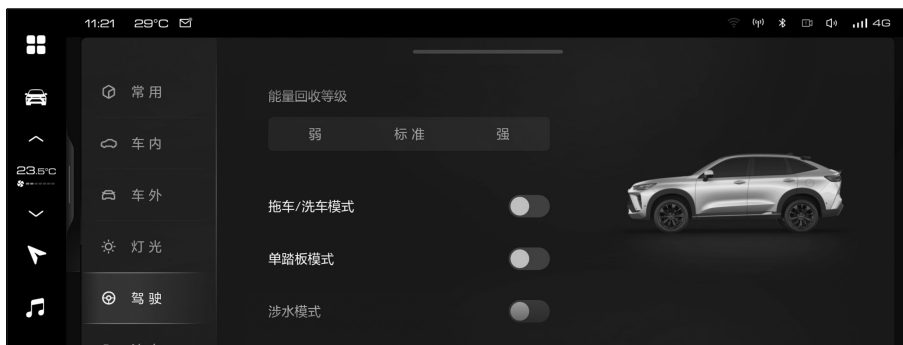 11:21 29°C 4G
常用
能量回收等级
弱 标准 强
车内
23.5°C
车外
拖车/洗车模式
灯光
单踏板模式
驾驶
涉水模式